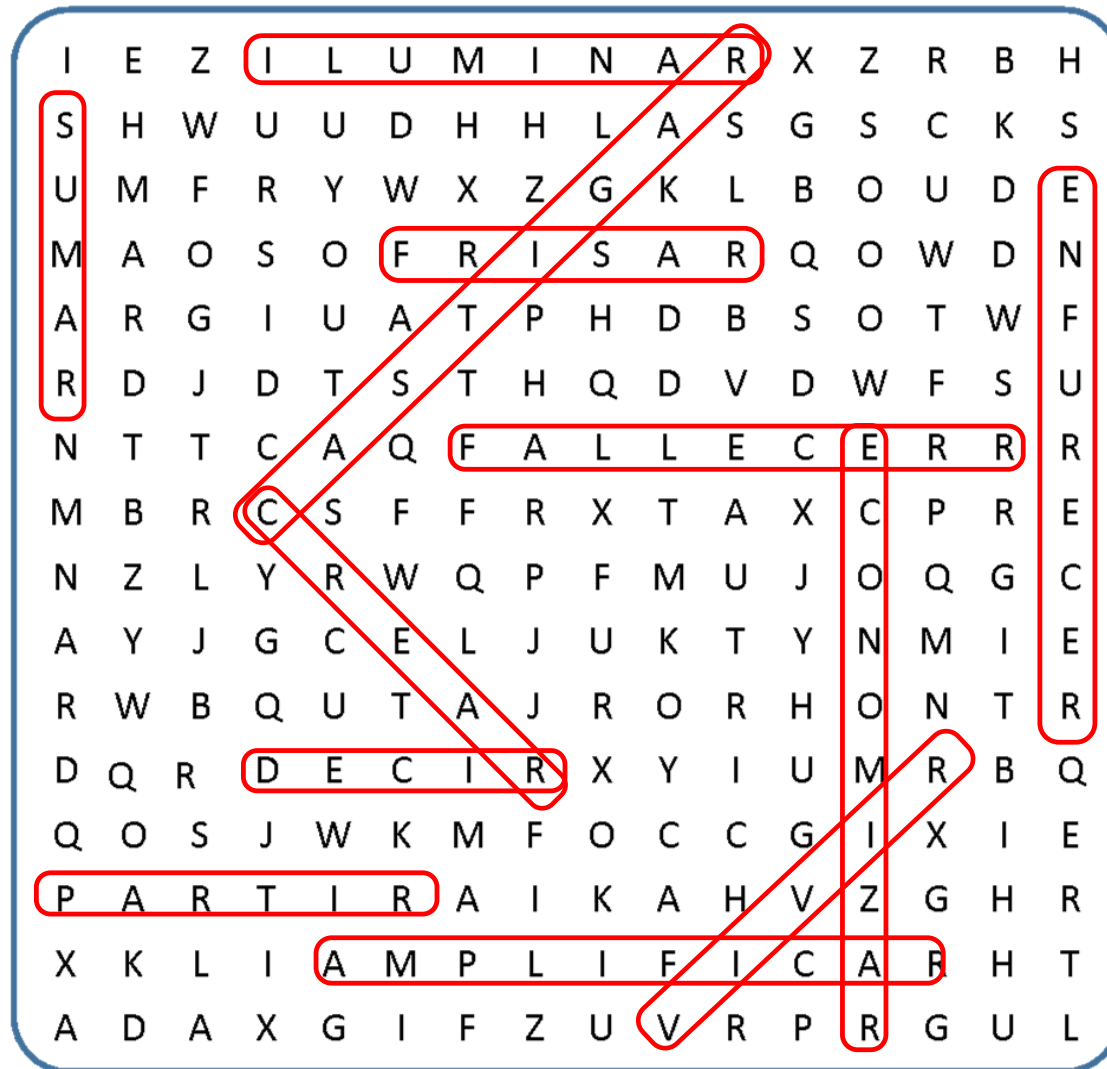 I E Z I L U M I N A R X Z R B H
S H W U U D H H L A S G S C K S
U M F R Y W X Z G K L B O U D E
M A O S O F R I S A R Q O W D N
A R G I U A T P H D B S O T W F
R D J D T S T H Q D V D W F S U
N T T C A Q F A L L E C E R R R
M B R C S F F R X T A X C P R E
N Z L Y R W Q P F M U J O Q G C
A Y J G C E L J U K T Y N M I E
R W B Q U T A J R O R H O N T R
D Q R D E C I R X Y I U M R B Q
Q O S J W K M F O C C G I X I E
P A R T I R A I K A H V Z G H R
X K L I A M P L I F I C A R H T
A D A X G I F Z U V R P R G U L